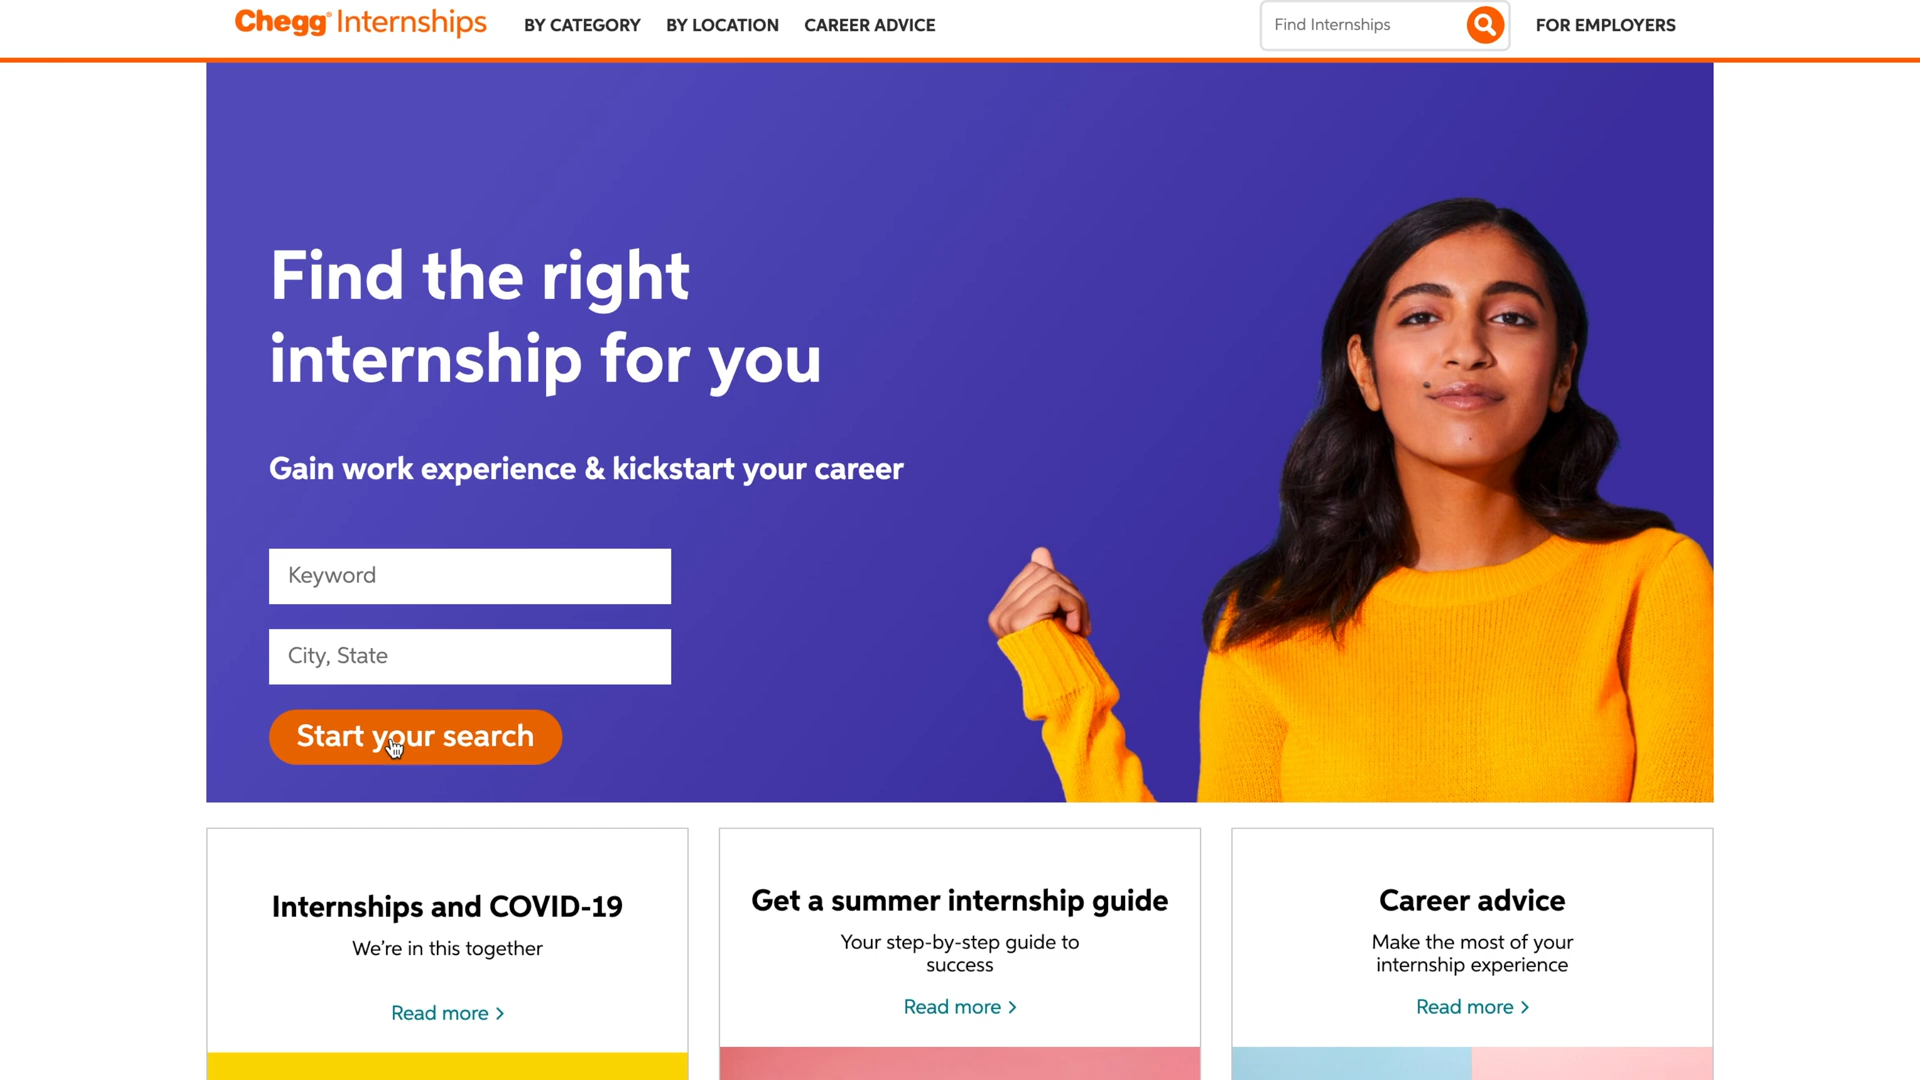 Chegg® Internships
BY CATEGORY
BY LOCATION
CAREER ADVICE
Find Internships
FOR EMPLOYERS
Find the right
internship for you
Gain work experience & kickstart your career
Keyword
City, State
Start your search
Internships and COVID-19
We're in this together
Read more >
Get a summer internship guide
Your step-by-step guide to
success
Read more >
Career advice
Make the most of your
internship experience
Read more >